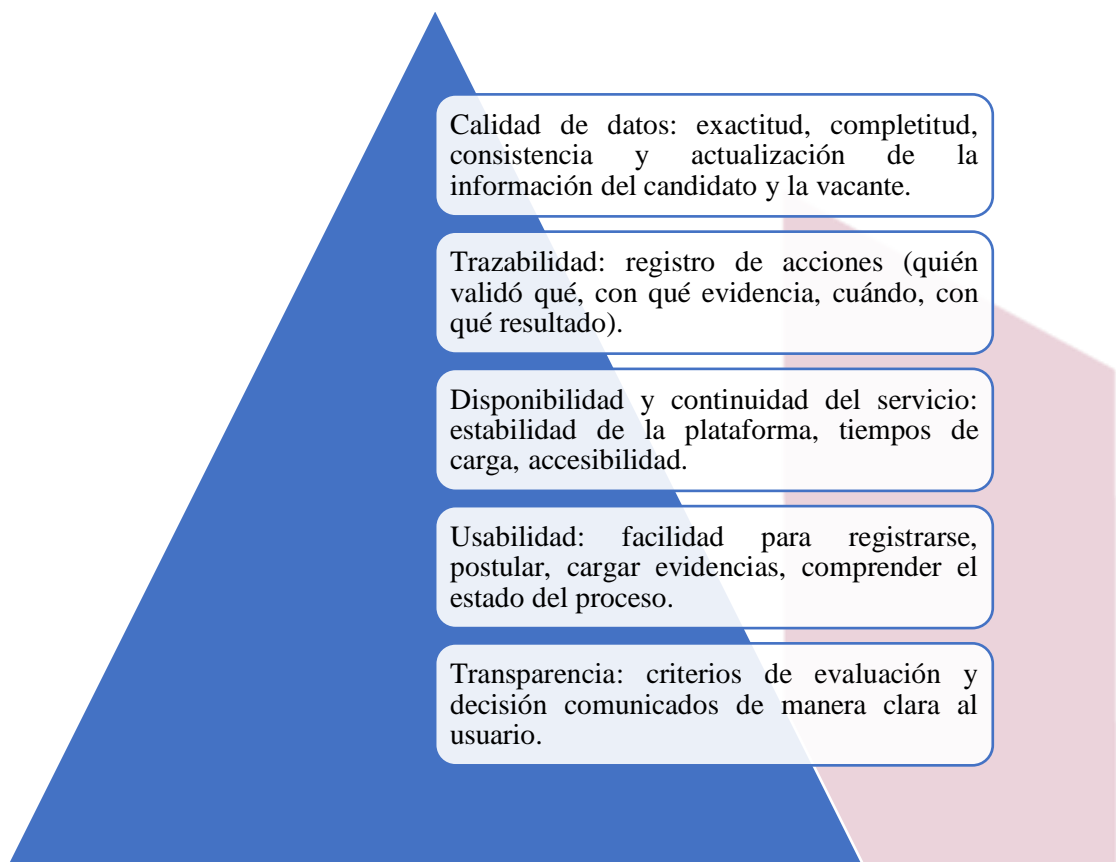 Calidad de datos: exactitud, completitud,
consistencia y actualización de la
información del candidato y la vacante.
Trazabilidad: registro de acciones (quién
validó qué, con qué evidencia, cuándo, con
qué resultado).
Disponibilidad y continuidad del servicio:
estabilidad de la plataforma, tiempos de
carga, accesibilidad.
Usabilidad: facilidad para registrarse,
postular, cargar evidencias, comprender el
estado del proceso.
Transparencia: criterios de evaluación y
decisión comunicados de manera clara al
usuario.